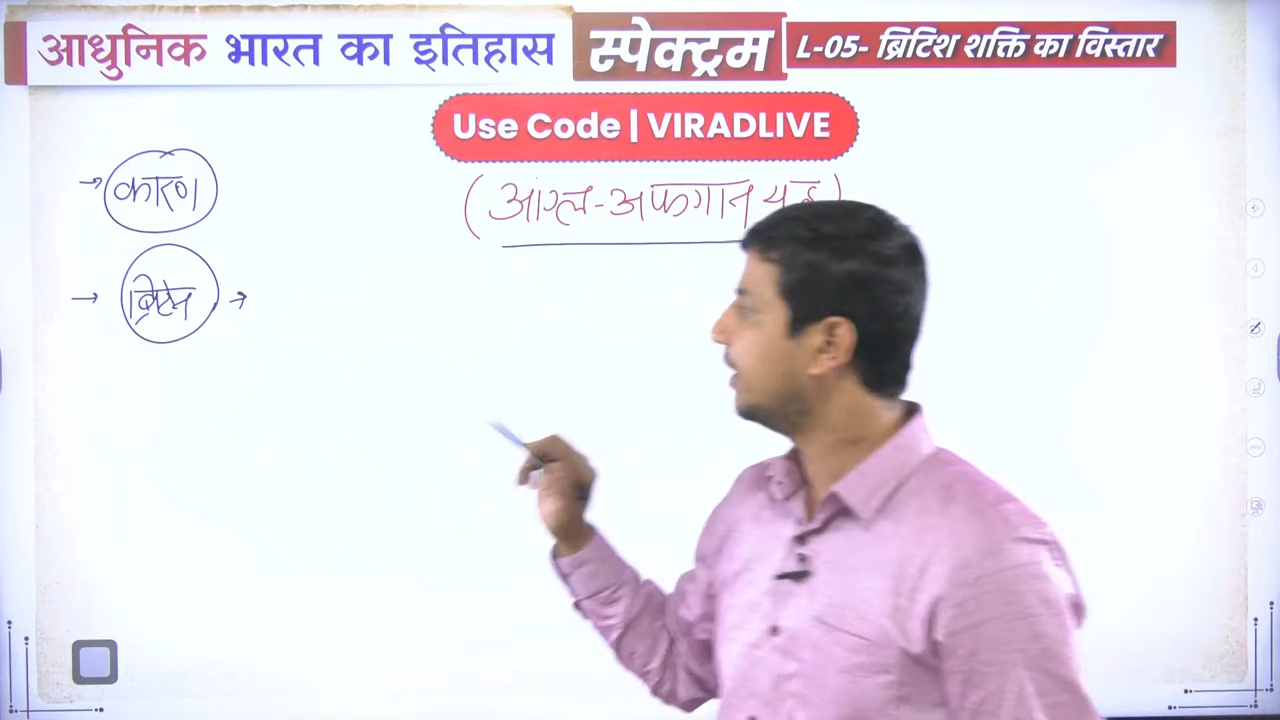 आधुनिक भारत का इतिहास स्पेक्ट्रम L-05- ब्रिटिश शक्ति का विस्तार
Use Code | VIRADLIVE
→ कारण
(आंग्ल-अफगान
→ ब्रिटेन →